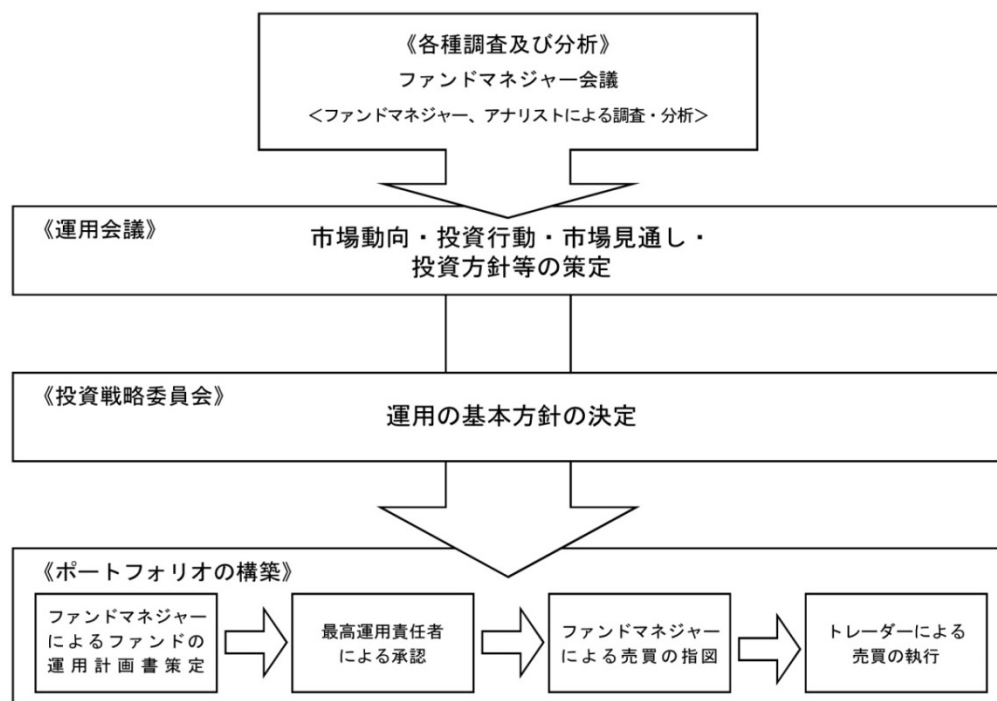 《各種調査及び分析》
ファンドマネジャー会議
＜ファンドマネジャー、アナリストによる調査・分析＞
《運用会議》
市場動向・投資行動・市場見通し・
投資方針等の策定
《投資戦略委員会》
運用の基本方針の決定
《ポートフォリオの構築》
ファンドマネジャー
によるファンドの
運用計画書策定
最高運用責任者
による承認
ファンドマネジャー
による売買の指図
トレーダーによる
売買の執行